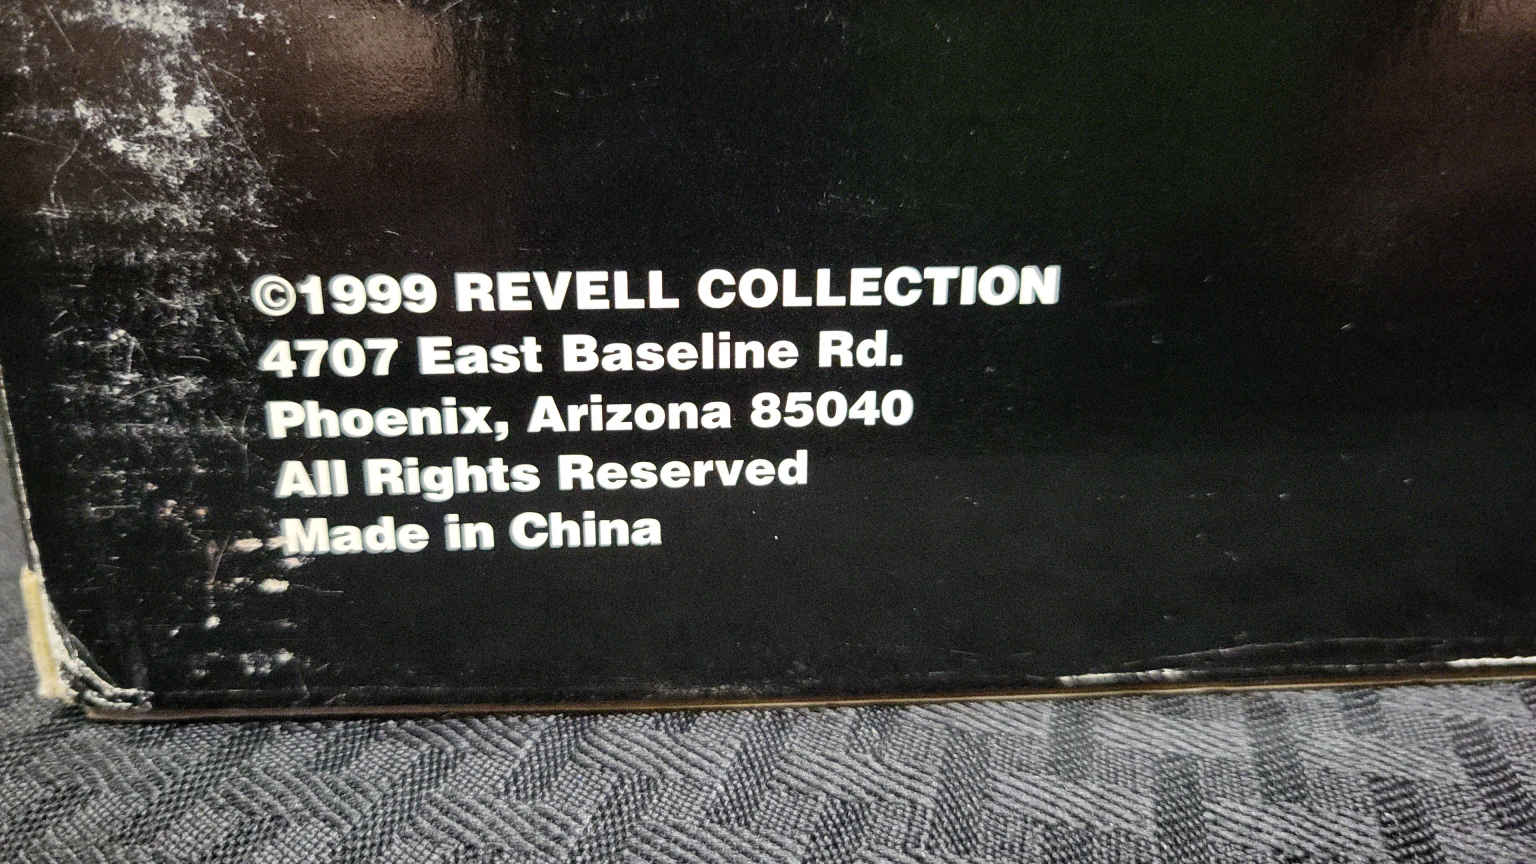 ©1999 REVELL COLLECTION
4707 East Baseline Rd.
Phoenix, Arizona 85040
All Rights Reserved
Made in China